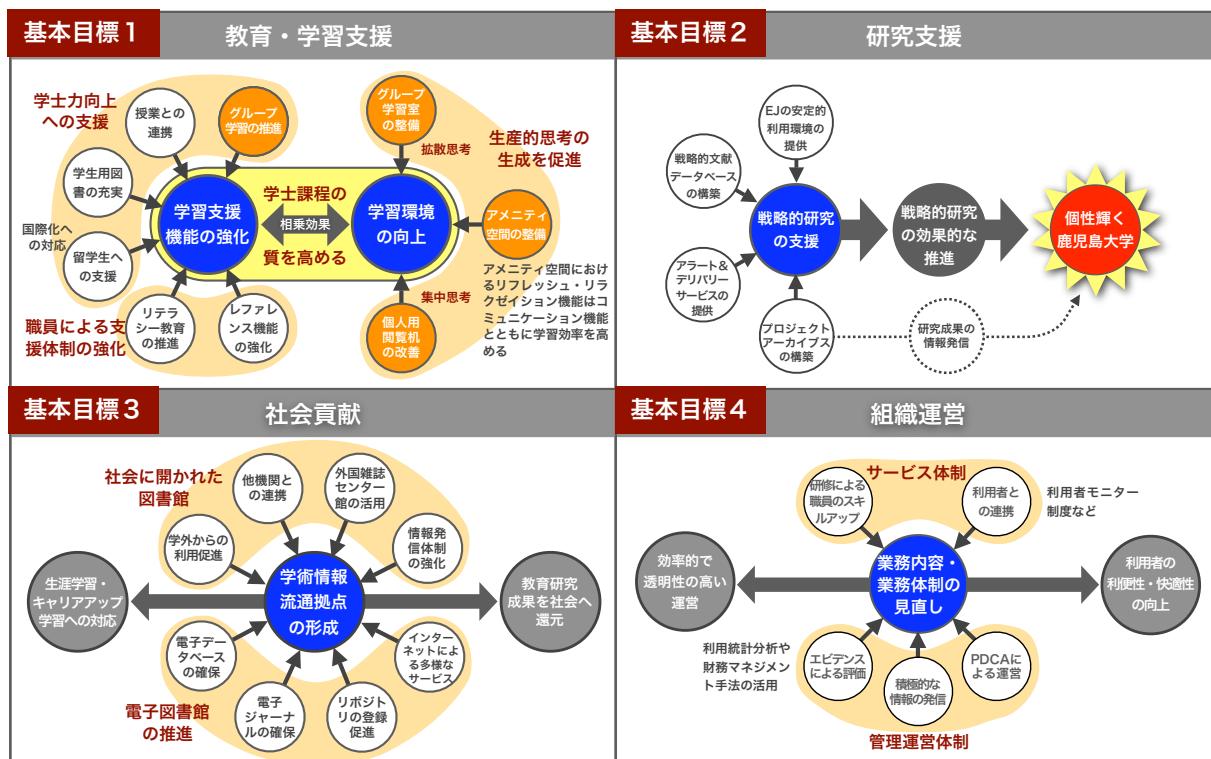 基本目標1
教育・学習支援
学士力向上
への支援
授業との
連携
グループ
学習の推進
グループ
学習室
の整備
拡散思考
生産的思考の
生成を促進
学生用図
書の充実
国際化へ
の対応
留学生へ
の支援
学習支援
機能の強化
学士課程の
相乗効果
質を高める
学習環境
の向上
アメニティ
空間の整備
アメニティ空間におけ
るリフレッシュ・リラ
クゼイション機能はコ
ミュニケーション機能
とともに学習効率を高
める
集中思考
個人用
閲覧机
の改善
職員による支
援体制の強化
リテラ
シー教育
の推進
レファレ
ンス機能
の強化
基本目標2
研究支援
EJの安定的
利用環境の
提供
戦略的文献
データベース
の構築
戦略的研究
の支援
戦略的研究
の効果的な
推進
個性輝く
鹿児島大学
アラート＆
デリバリー
サービスの
提供
プロジェクト
アーカイブス
の構築
研究成果の
情報発信
基本目標3
社会貢献
社会に開かれた
図書館
他機関と
の連携
外国雑誌
センター
館の活用
学外からの
利用促進
情報発
信体制
の強化
生涯学習・
キャリアアップ
学習への対応
学術情報
流通拠点
の形成
教育研究
成果を社会へ
還元
電子デー
タベース
の確保
インター
ネットによ
る多様な
サービス
電子図書館
の推進
電子
ジャーナ
ルの確保
リポジト
リの登録
促進
基本目標4
組織運営
サービス体制
研修による
職員のスキ
ルアップ
利用者と
の連携
利用者モニター
制度など
効率的で
透明性の高い
運営
業務内容・
業務体制の
見直し
利用者の
利便性・快適性
の向上
利用統計分析や
財務マネジメン
ト手法の活用
エビデンス
による評価
積極的な
情報の発信
PDCAに
よる運営
管理運営体制